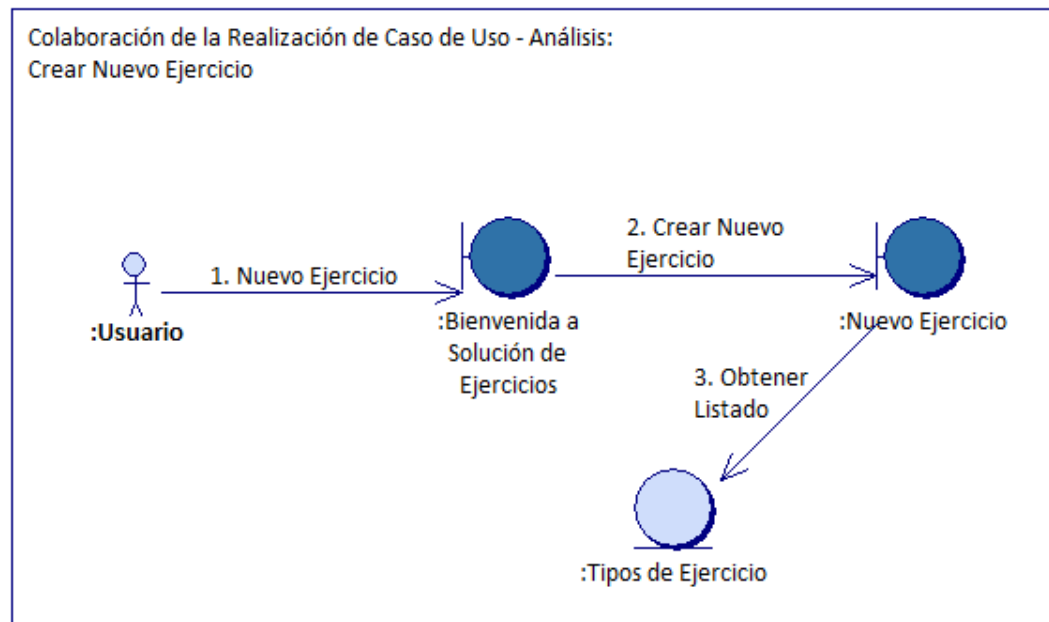 Colaboración de la Realización de Caso de Uso - Análisis:
Crear Nuevo Ejercicio
2. Crear Nuevo
Ejercicio
1. Nuevo Ejercicio
:Usuario
:Bienvenida a
Solución de
Ejercicios
:Nuevo Ejercicio
3. Obtener
Listado
:Tipos de Ejercicio